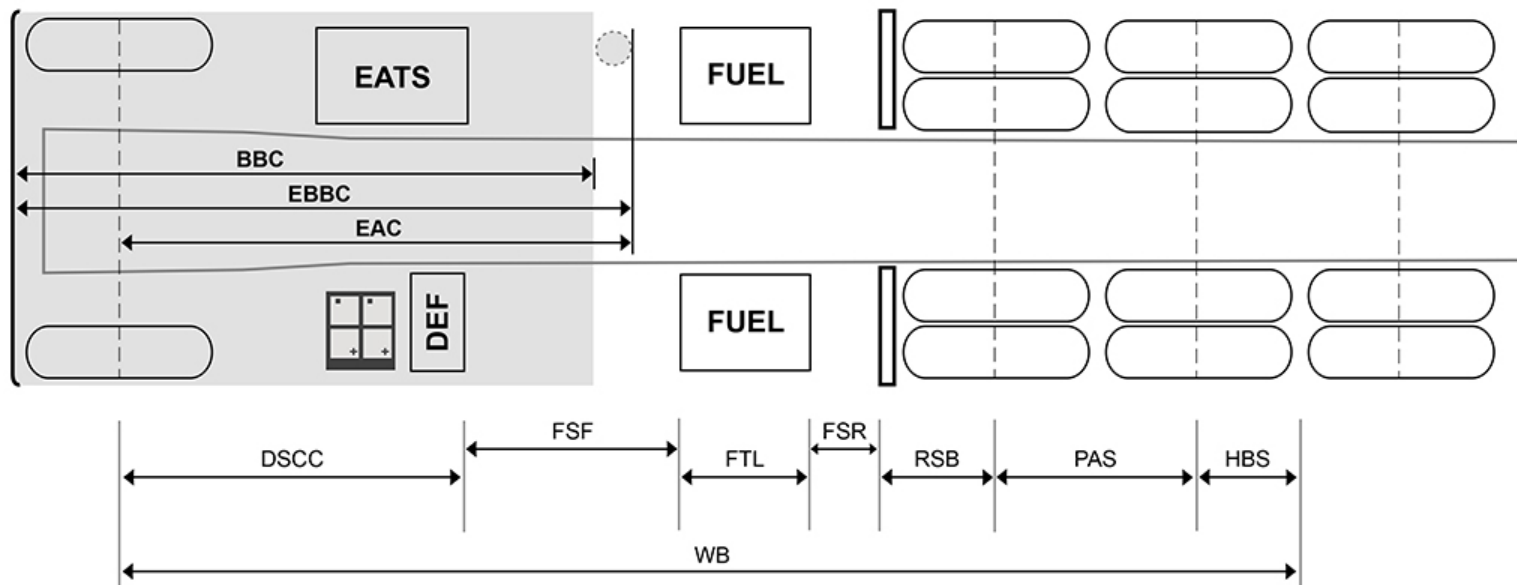 EATS
FUEL
BBC
EBBC
EAC
DEF
FUEL
FSF
FSR
DSCC
FTL
RSB
PAS
HBS
WB